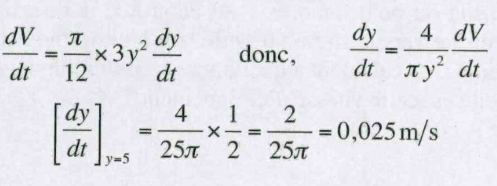 dV/dt = π/12 × 3y² dy/dt donc, dy/dt = 4/πy² dV/dt
[dy/dt]y=5 = 4/25π × 1/2 = 2/25π = 0,025 m/s